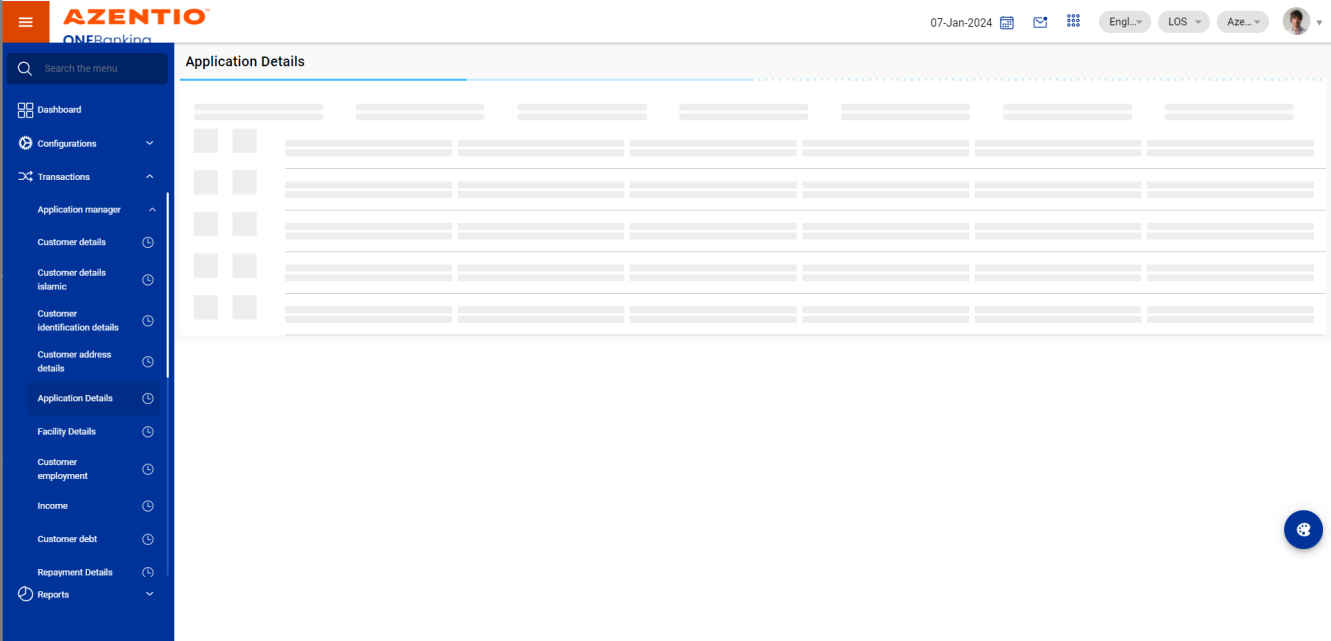 AZENTIO™
ONEBanking
07-Jan-2024
Engl...
LOS
Aze...
Search the menu
Dashboard
Configurations
Transactions
Application manager
Customer details
Customer details
islamic
Customer
identification details
Customer address
details
Application Details
Facility Details
Customer
employment
Income
Customer debt
Repayment Details
Reports
Application Details